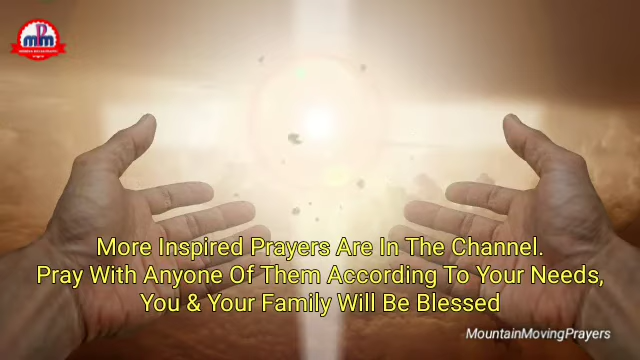 MPM
More Inspired Prayers Are In The Channel.
Pray With Anyone Of Them According To Your Needs,
You & Your Family Will Be Blessed
MountainMovingPrayers